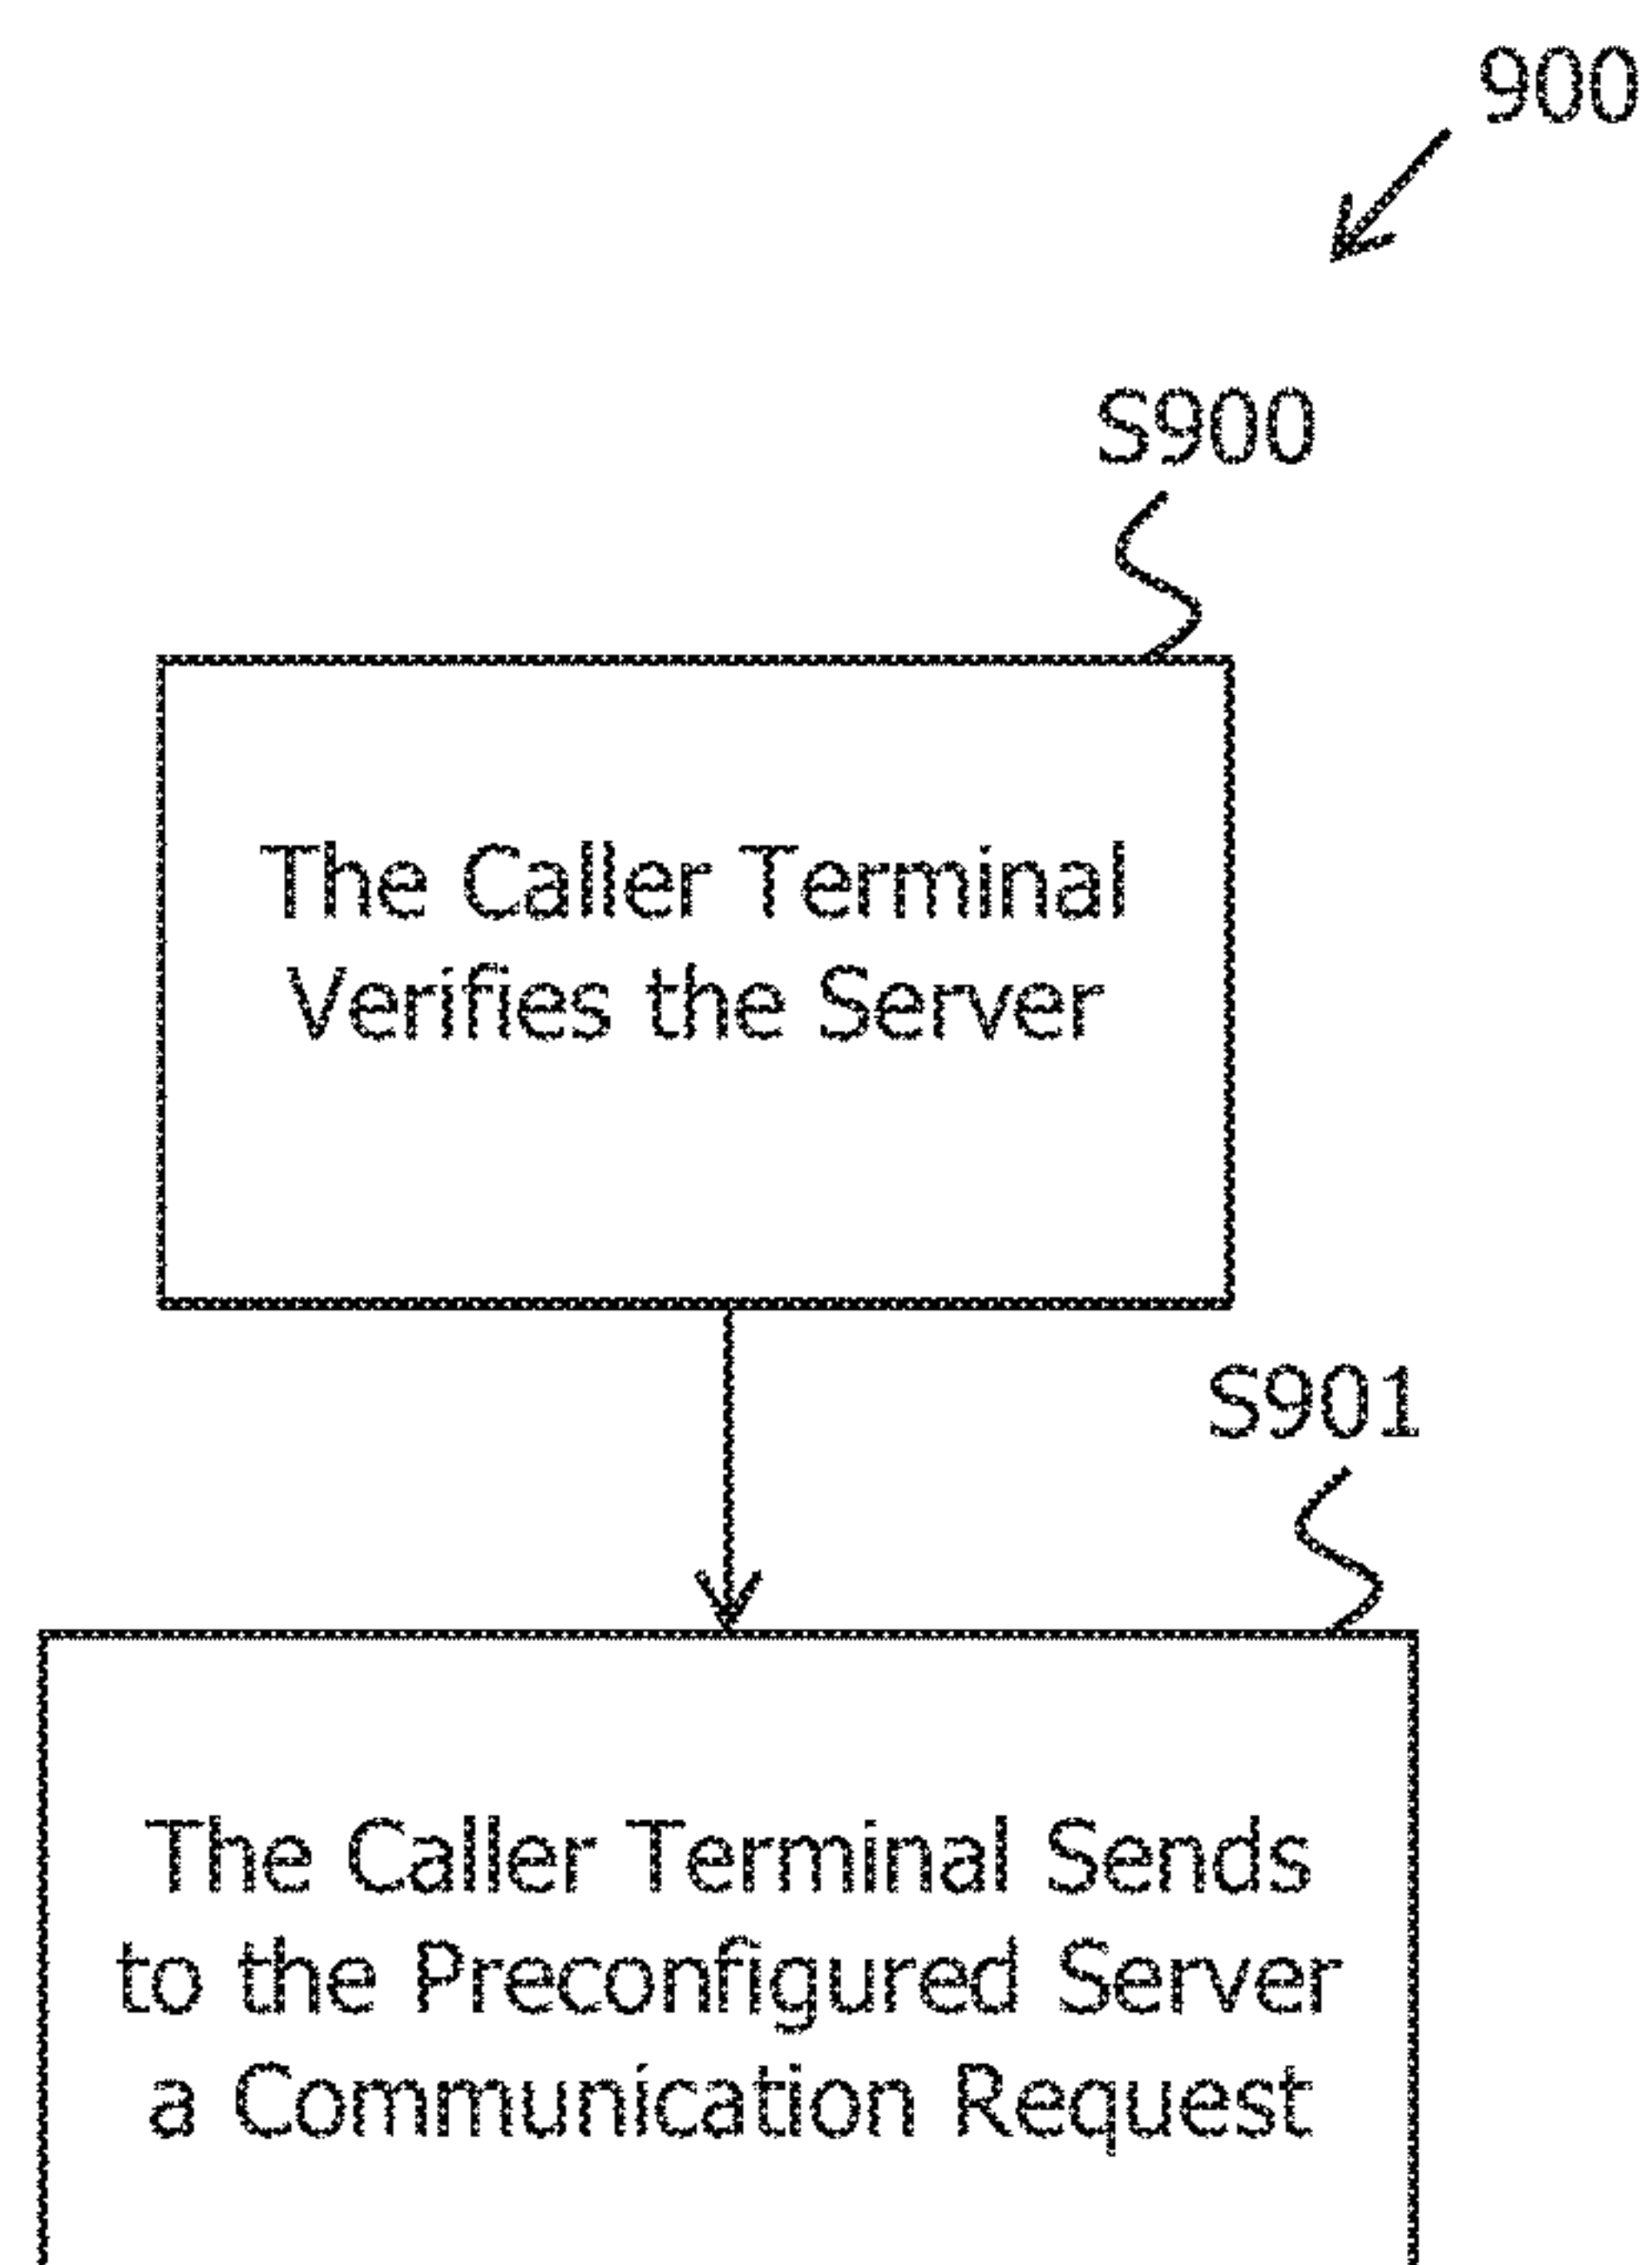 900
S900
The Caller Terminal
Verifies the Server
S901
The Caller Terminal Sends
to the Preconfigured Server
a Communication Request